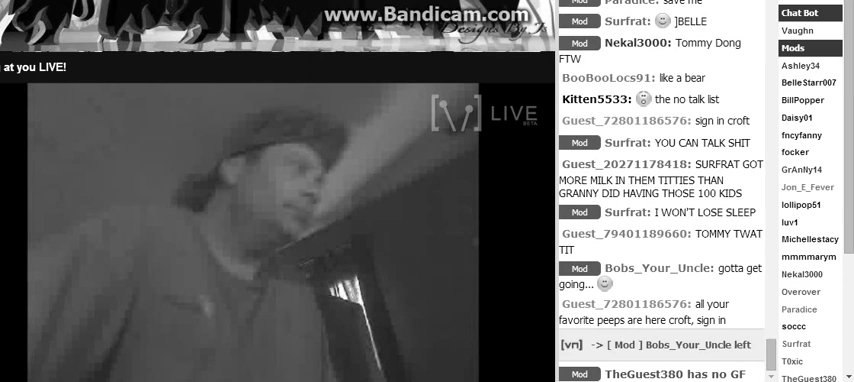 www.Bandicam.com
Designs By Js
g at you LIVE!
LIVE
BETA
Mod Paradice: save me
Mod Surfrat: ]BELLE
Mod Nekal3000: Tommy Dong
FTW
BooBooLocs91: like a bear
Kitten5533: the no talk list
Guest_72801186576: sign in croft
Mod Surfrat: YOU CAN TALK SHIT
Guest_20271178418: SURFRAT GOT
MORE MILK IN THEM TITTIES THAN
GRANNY DID HAVING THOSE 100 KIDS
Mod Surfrat: I WON'T LOSE SLEEP
Guest_79401189660: TOMMY TWAT
TIT
Mod Bobs_Your_Uncle: gotta get
going...
Guest_72801186576: all your
favorite peeps are here croft, sign in
-> [ Mod ] Bobs_Your_Uncle left
Mod TheGuest380 has no GF
Chat Bot
Vaughn
Mods
Ashley34
BelleStarr007
BillPopper
Daisy01
fncyfanny
focker
GrAnNy14
Jon_E_Fever
lollipop51
luv1
Michellestacy
mmmmarym
Nekal3000
Overover
Paradice
soccc
Surfrat
T0xic
TheGuest380